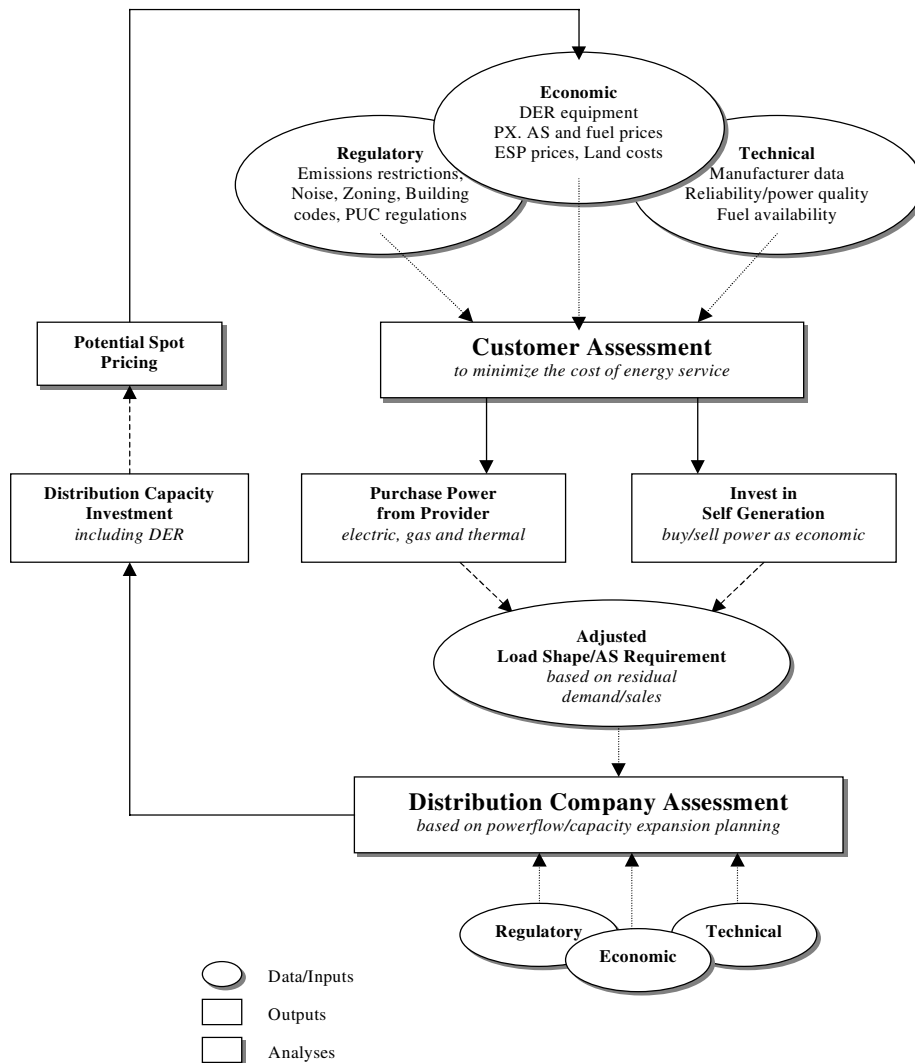 Economic
DER equipment
PX. AS and fuel prices
ESP prices, Land costs
Regulatory
Emissions restrictions,
Noise, Zoning, Building
codes, PUC regulations
Technical
Manufacturer data
Reliability/power quality
Fuel availability
Potential Spot
Pricing
Customer Assessment
to minimize the cost of energy service
Distribution Capacity
Investment
including DER
Purchase Power
from Provider
electric, gas and thermal
Invest in
Self Generation
buy/sell power as economic
Adjusted
Load Shape/AS Requirement
based on residual
demand/sales
Distribution Company Assessment
based on powerflow/capacity expansion planning
Regulatory
Economic
Technical
Data/Inputs
Outputs
Analyses